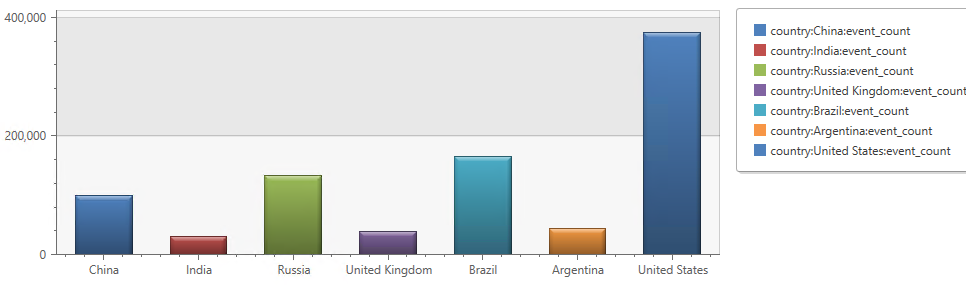 400,000
200,000
0
China India Russia United Kingdom Brazil Argentina United States
country:China:event_count
country:India:event_count
country:Russia:event_count
country:United Kingdom:event_count
country:Brazil:event_count
country:Argentina:event_count
country:United States:event_count